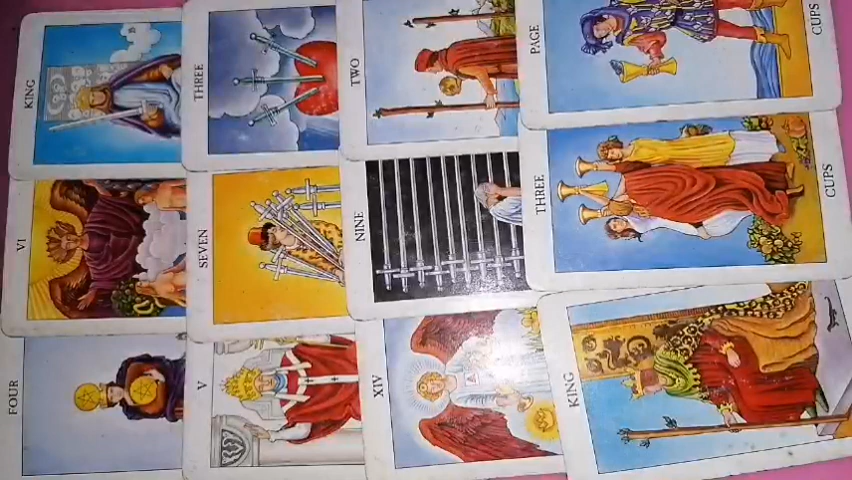 KING
THREE
TWO
PAGE
CUPS
VI
SEVEN
NINE
THREE
CUPS
FOUR
V
XIV
KING